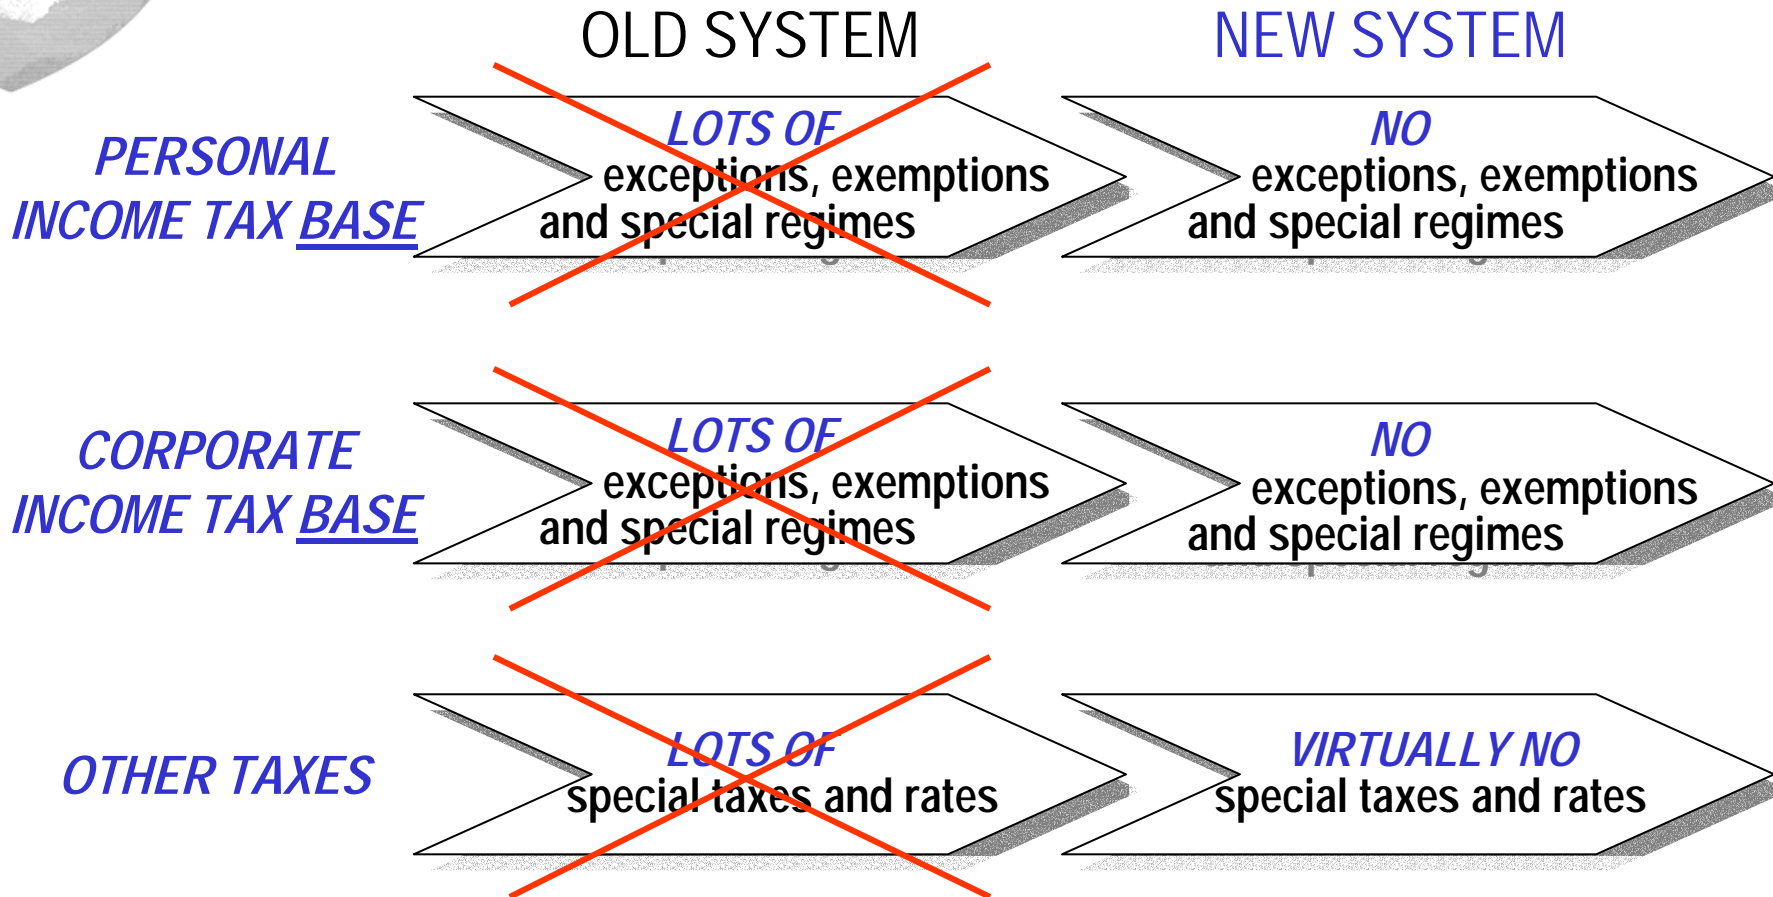 OLD SYSTEM
NEW SYSTEM
PERSONAL
INCOME TAX BASE
LOTS OF
exceptions, exemptions
and special regimes
NO
exceptions, exemptions
and special regimes
CORPORATE
INCOME TAX BASE
LOTS OF
exceptions, exemptions
and special regimes
NO
exceptions, exemptions
and special regimes
OTHER TAXES
LOTS OF
special taxes and rates
VIRTUALLY NO
special taxes and rates